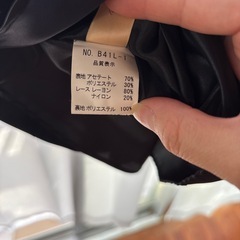 NO. B41L-1
品質表示
表地 アセテート 70%
ポリエステル 30%
レース レーヨン 80%
ナイロン 20%
裏地 ポリエステル 100%